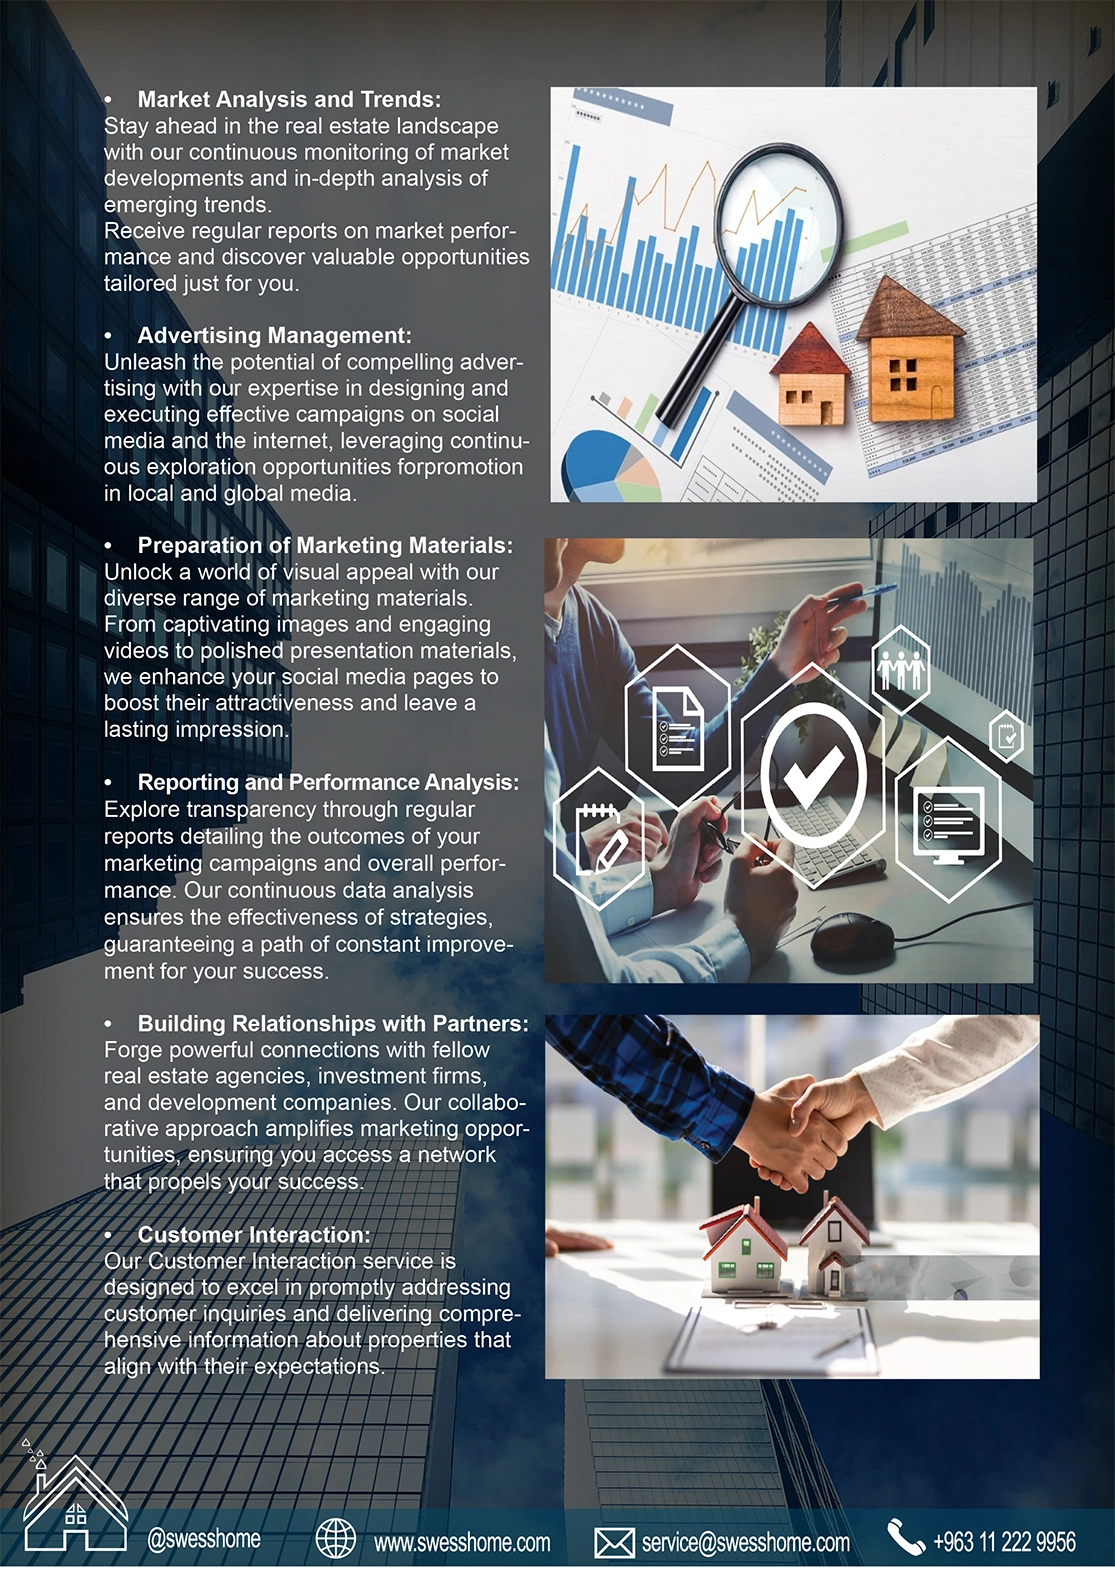 • Market Analysis and Trends:
Stay ahead in the real estate landscape
with our continuous monitoring of market
developments and in-depth analysis of
emerging trends.
Receive regular reports on market perfor-
mance and discover valuable opportunities
tailored just for you.
• Advertising Management:
Unleash the potential of compelling adver-
tising with our expertise in designing and
executing effective campaigns on social
media and the internet, leveraging continu-
ous exploration opportunities forpromotion
in local and global media.
• Preparation of Marketing Materials:
Unlock a world of visual appeal with our
diverse range of marketing materials.
From captivating images and engaging
videos to polished presentation materials,
we enhance your social media pages to
boost their attractiveness and leave a
lasting impression.
• Reporting and Performance Analysis:
Explore transparency through regular
reports detailing the outcomes of your
marketing campaigns and overall perfor-
mance. Our continuous data analysis
ensures the effectiveness of strategies,
guaranteeing a path of constant improve-
ment for your success.
• Building Relationships with Partners:
Forge powerful connections with fellow
real estate agencies, investment firms,
and development companies. Our collabo-
rative approach amplifies marketing oppor-
tunities, ensuring you access a network
that propels your success.
• Customer Interaction:
Our Customer Interaction service is
designed to excel in promptly addressing
customer inquiries and delivering compre-
hensive information about properties that
align with their expectations.
@swesshome www.swesshome.com service@swesshome.com +963 11 222 9956